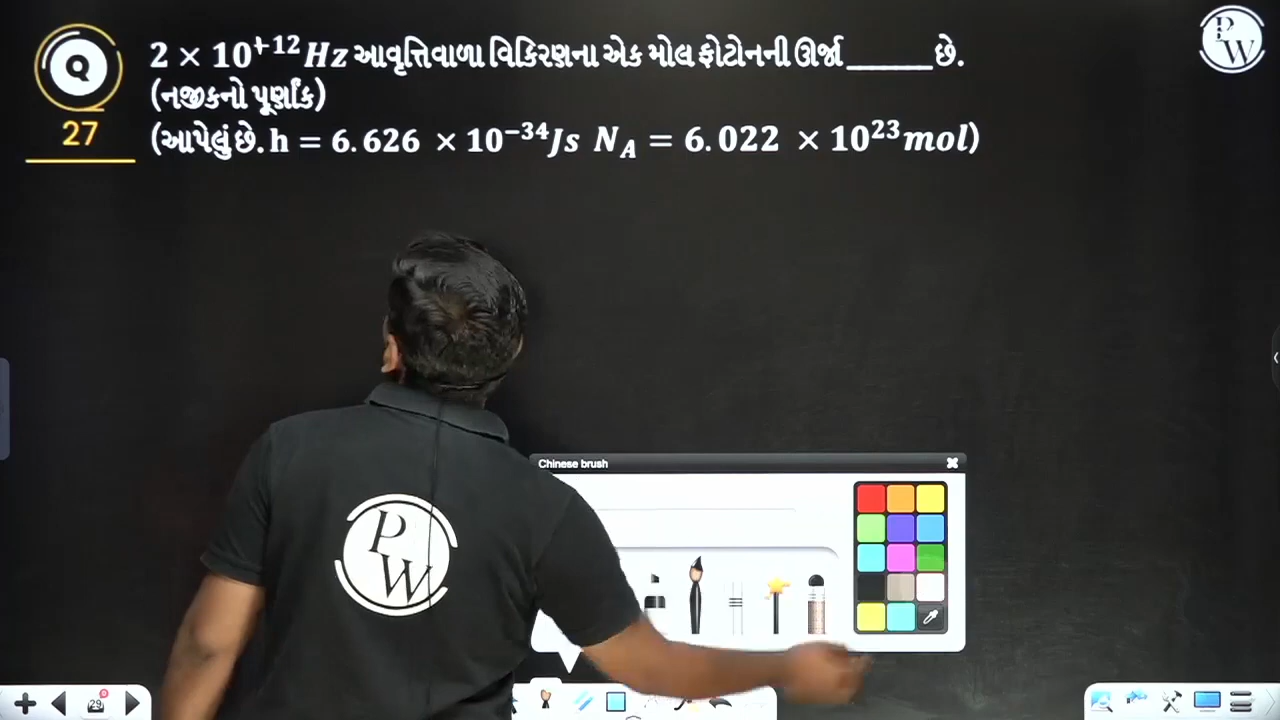 Q
27
2 × 10⁺¹² Hz આવૃત્તિવાળા વિકિરણના એક મોલ ફોટોનની ઊર્જા ______ છે.
(નજીકનો પૂર્ણાંક)
(આપેલું છે. h = 6.626 × 10⁻³⁴ Js N_A = 6.022 × 10²³ mol)
PW
PW
Chinese brush
29